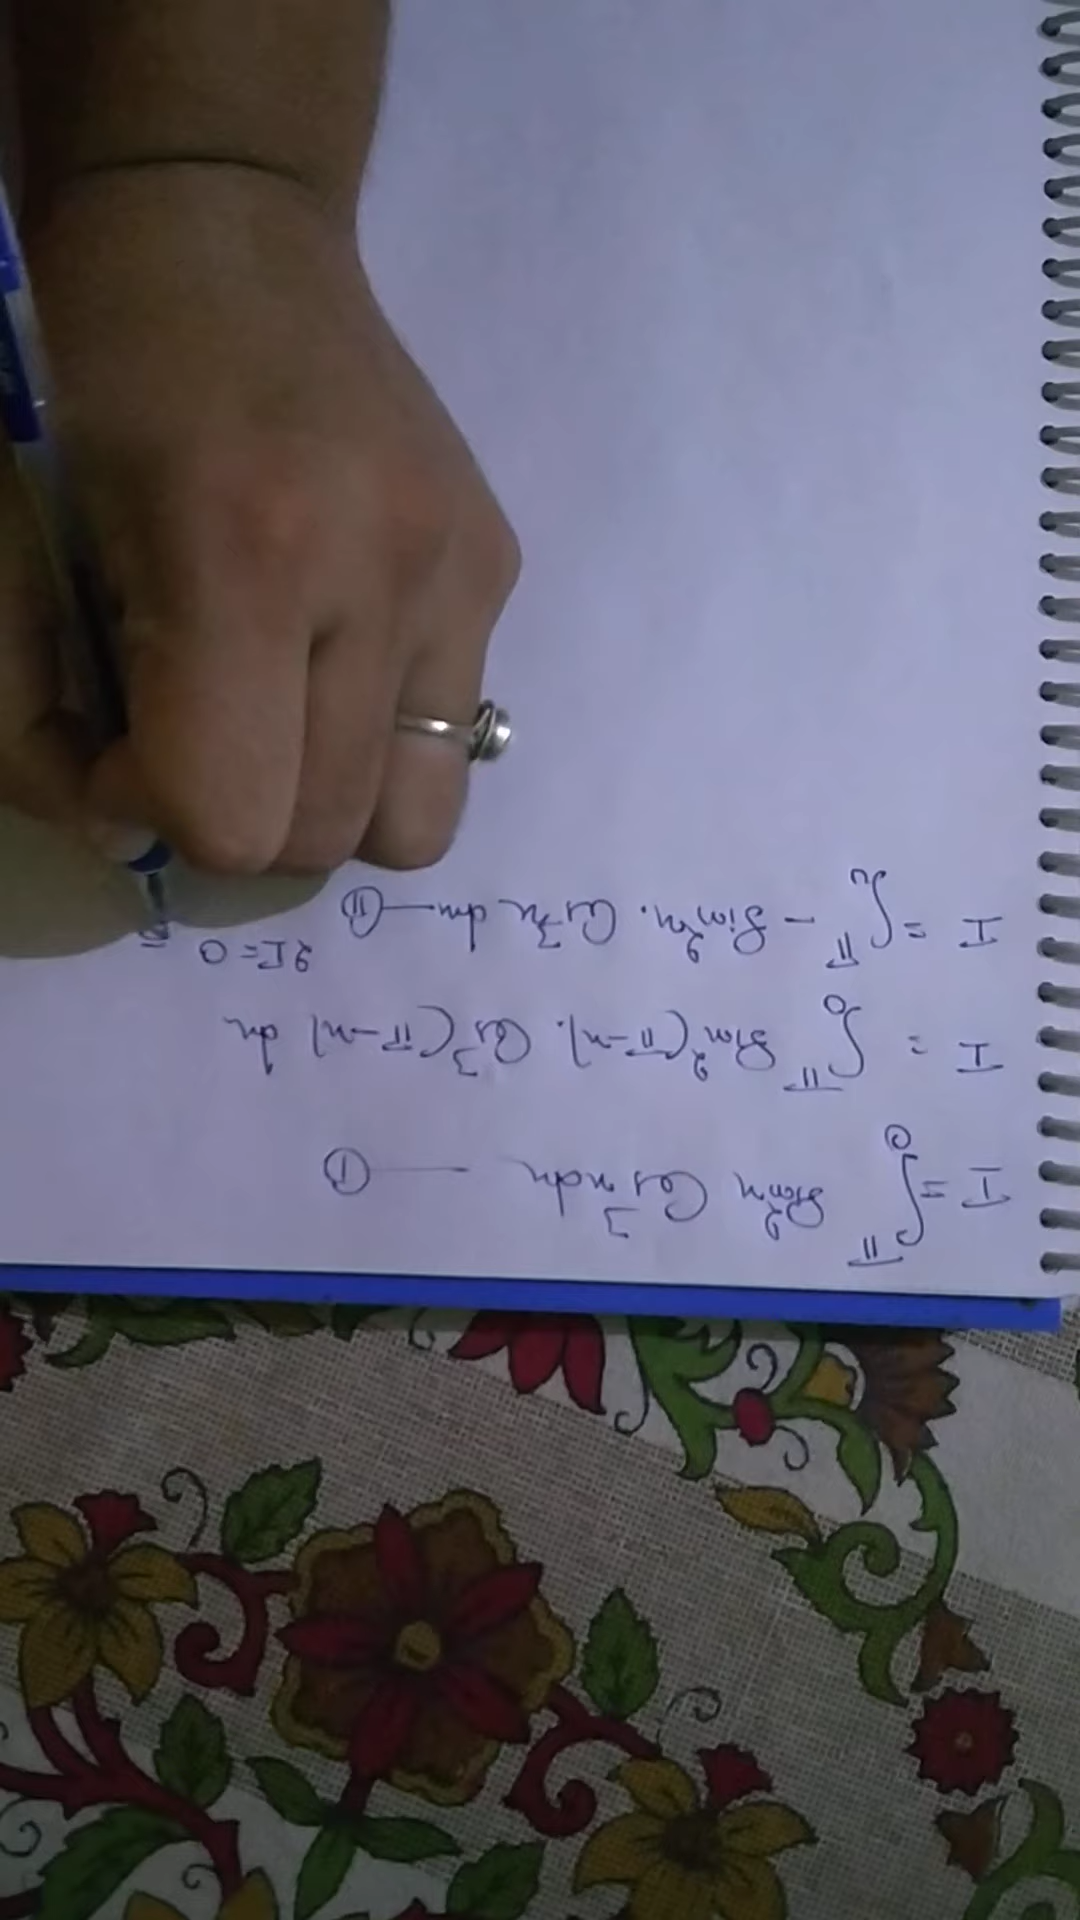 I = ∫₀^π Sin²x Cos³x dx —— ①
I = ∫₀^π Sin²(π-x). Cos³(π-x) dx
I = ∫₀^π - Sin²x. Cos³x dx —— ②
2I = 0